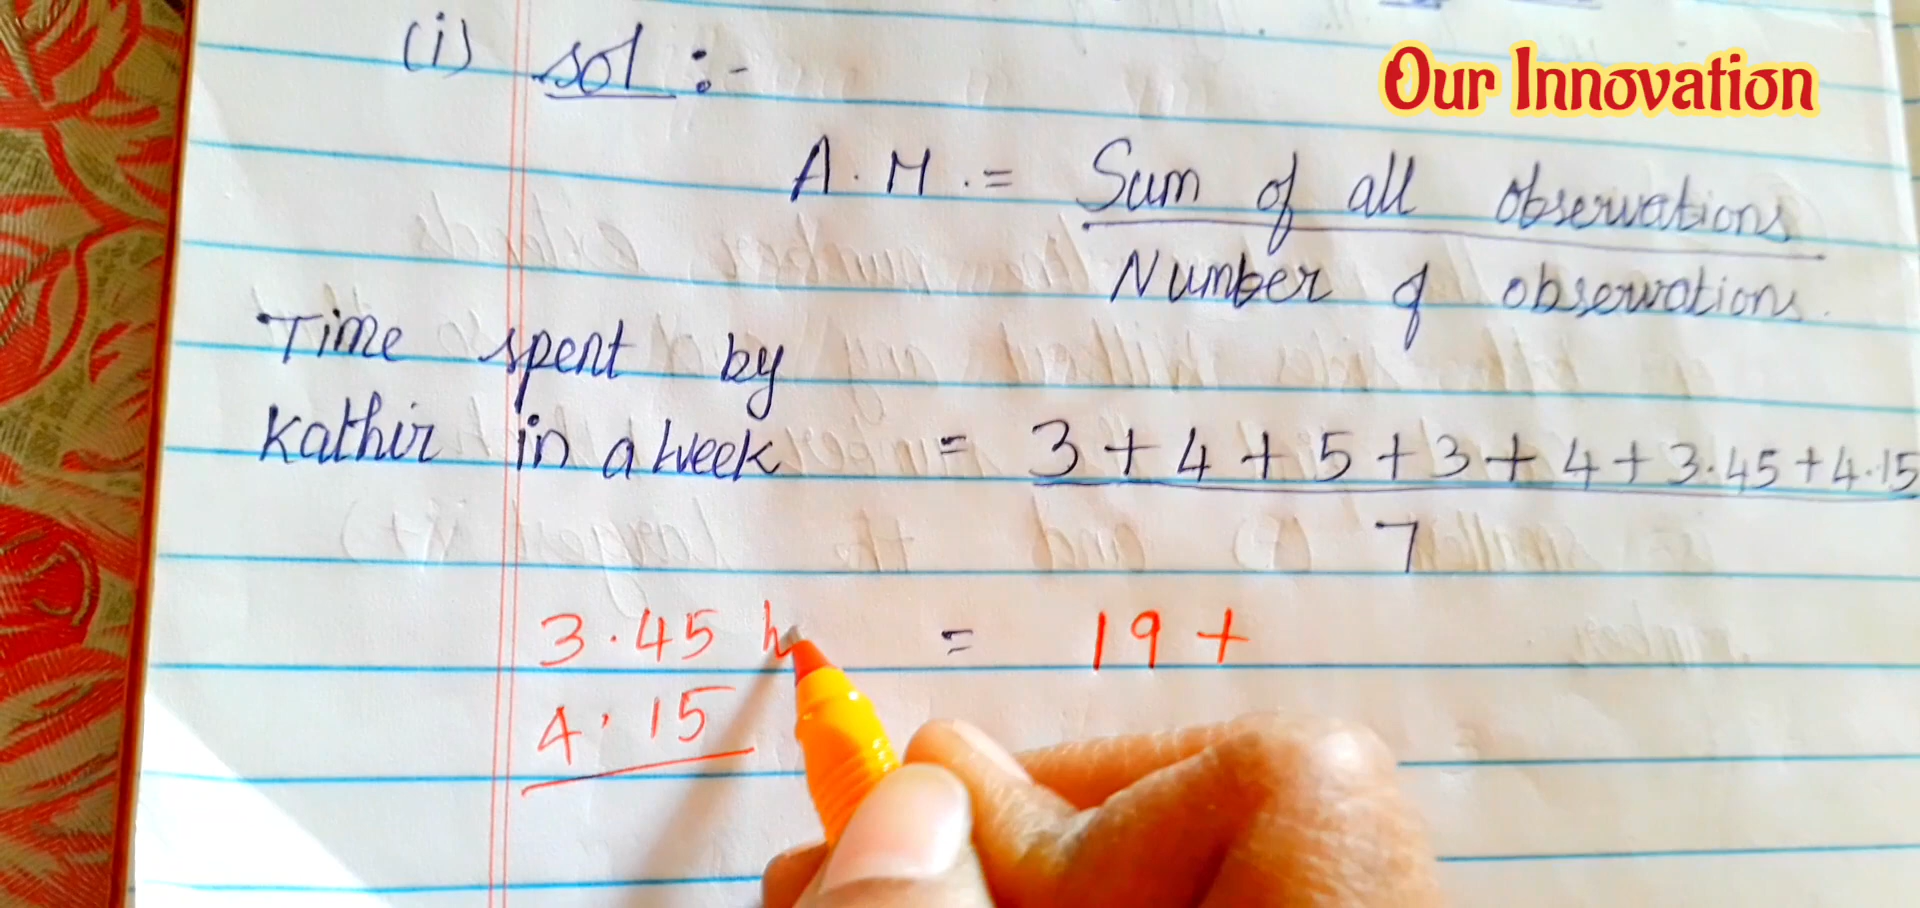 (i) sol :-
Our Innovation
A.M. = Sum of all observations
Number of observations.
Time spent by
Kathir in a week = 3 + 4 + 5 + 3 + 4 + 3.45 + 4.15
7
3.45 h = 19 +
4.15